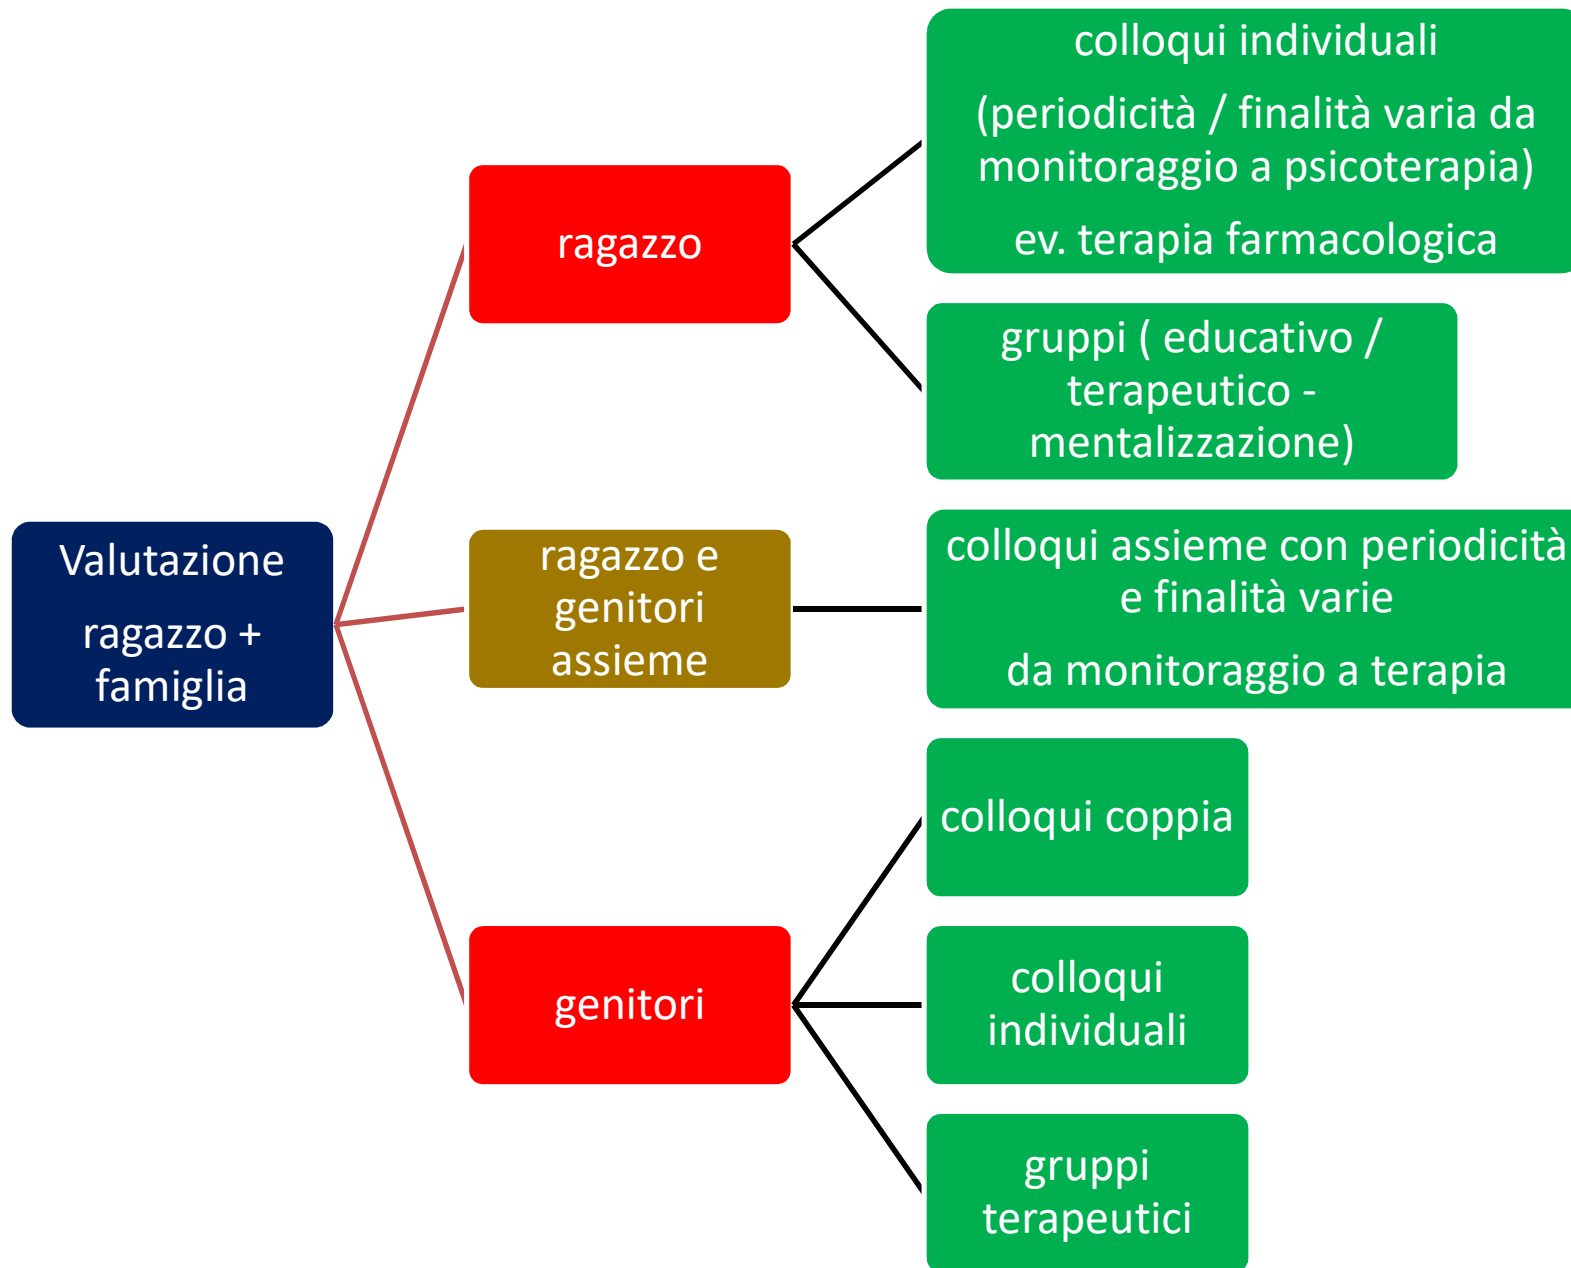 Valutazione
ragazzo +
famiglia
ragazzo
colloqui individuali
(periodicità / finalità varia da
monitoraggio a psicoterapia)
ev. terapia farmacologica
gruppi ( educativo /
terapeutico -
mentalizzazione)
ragazzo e
genitori
assieme
colloqui assieme con periodicità
e finalità varie
da monitoraggio a terapia
genitori
colloqui coppia
colloqui
individuali
gruppi
terapeutici